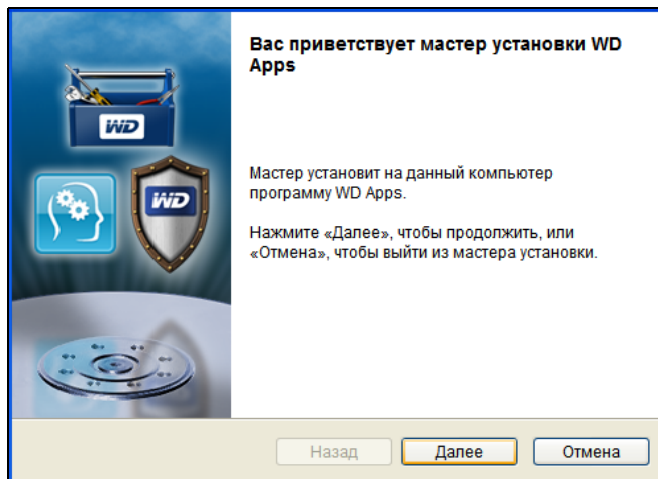 Вас приветствует мастер установки WD
Apps
WD
WD
Мастер установит на данный компьютер
программу WD Apps.
Нажмите «Далее», чтобы продолжить, или
«Отмена», чтобы выйти из мастера установки.
Назад
Далее
Отмена